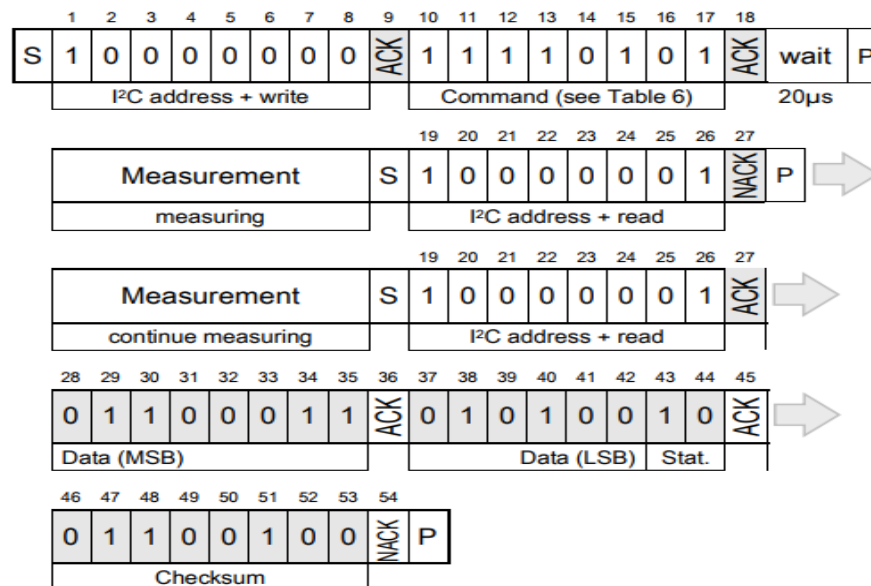 1 2 3 4 5 6 7 8 9 10 11 12 13 14 15 16 17 18
S 1 0 0 0 0 0 0 0 ACK 1 1 1 1 0 1 0 1 ACK wait P
I²C address + write Command (see Table 6) 20µs
19 20 21 22 23 24 25 26 27
Measurement S 1 0 0 0 0 0 0 1 NACK P
measuring I²C address + read
19 20 21 22 23 24 25 26 27
Measurement S 1 0 0 0 0 0 0 1 ACK
continue measuring I²C address + read
28 29 30 31 32 33 34 35 36 37 38 39 40 41 42 43 44 45
0 1 1 0 0 0 1 1 ACK 0 1 0 1 0 0 1 0 ACK
Data (MSB) Data (LSB) Stat.
46 47 48 49 50 51 52 53 54
0 1 1 0 0 1 0 0 NACK P
Checksum